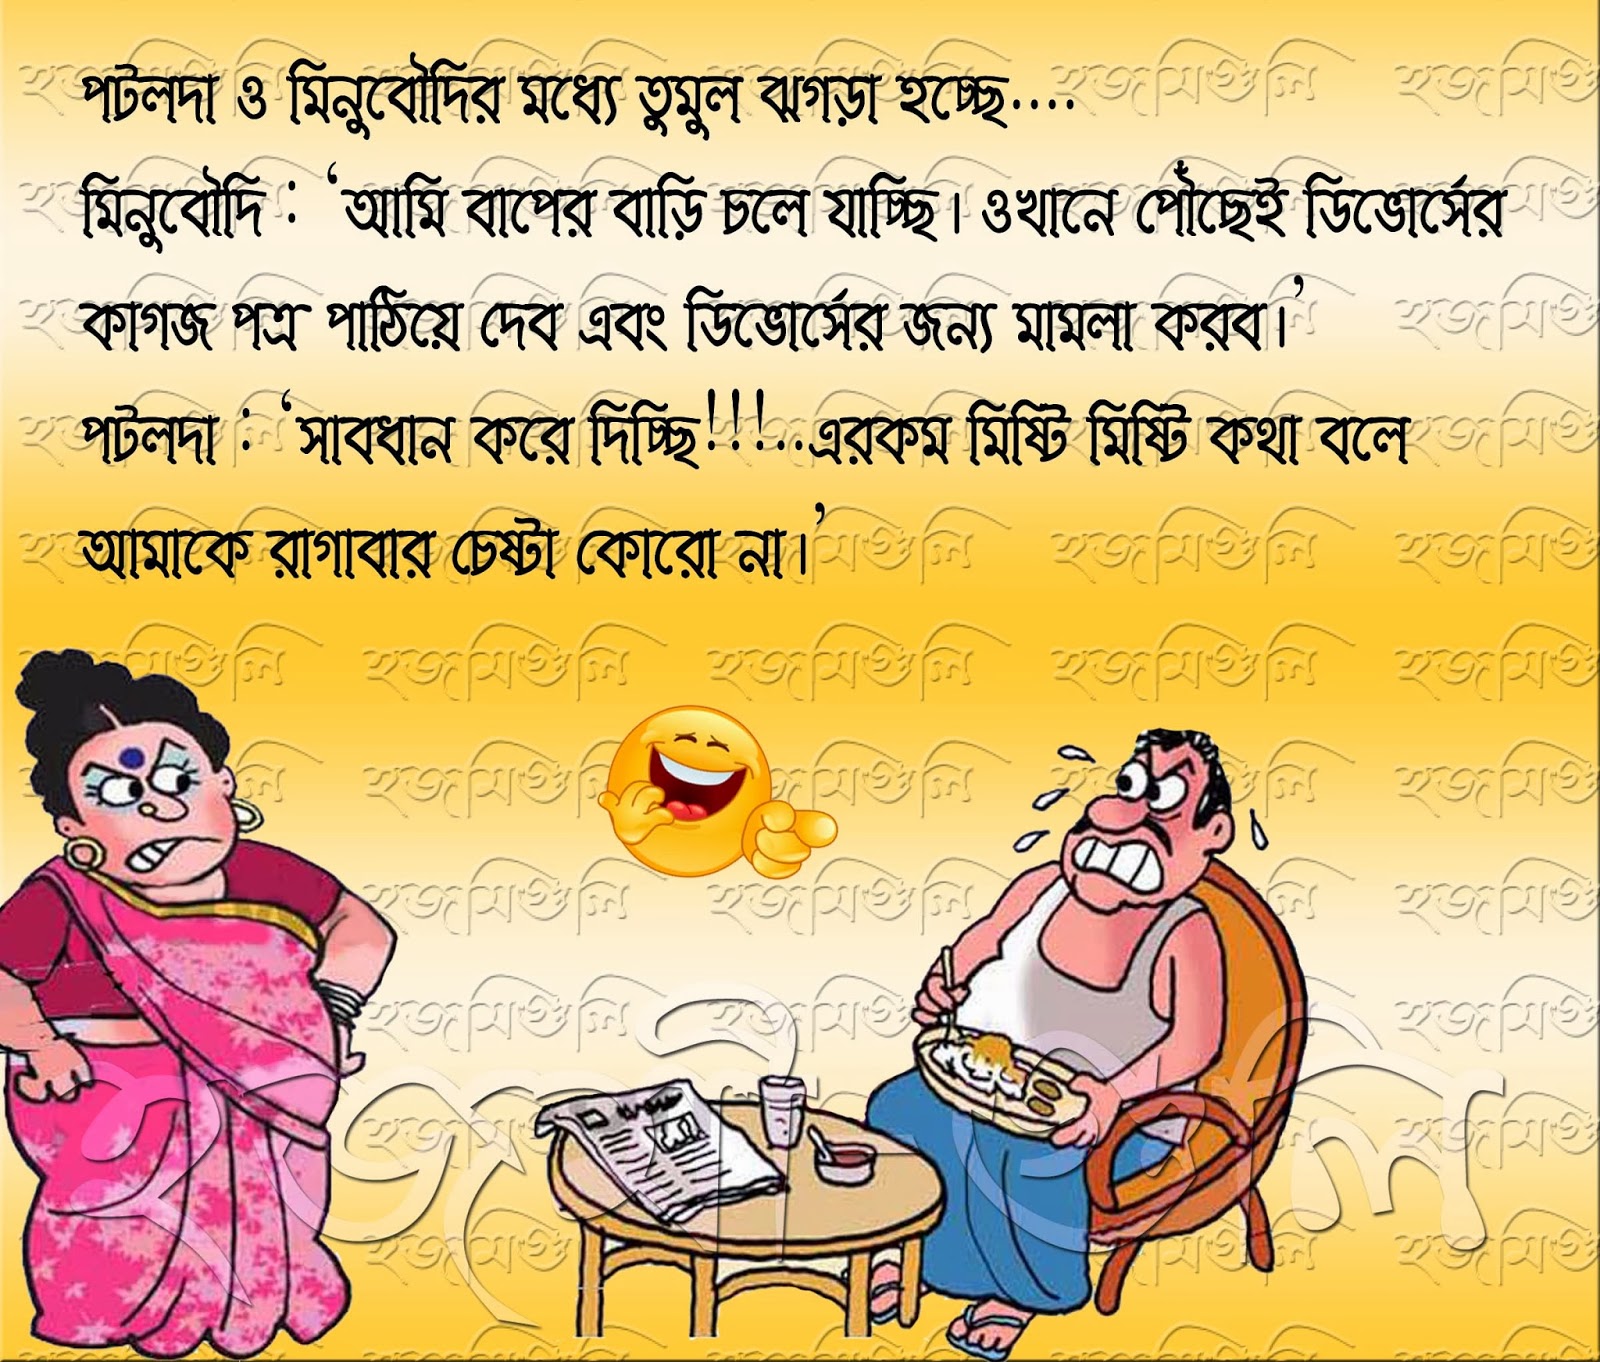 পটলদা ও মিনুবৌদির মধ্যে তুমুল ঝগড়া হচ্ছে....
মিনুবৌদি : ‘আমি বাপের বাড়ি চলে যাচ্ছি। ওখানে পৌঁছেই ডিভোর্সের
কাগজ পত্র পাঠিয়ে দেব এবং ডিভোর্সের জন্য মামলা করব।’
পটলদা : ‘সাবধান করে দিচ্ছি!!!..এরকম মিষ্টি মিষ্টি কথা বলে
আমাকে রাগাবার চেষ্টা কোরো না।’